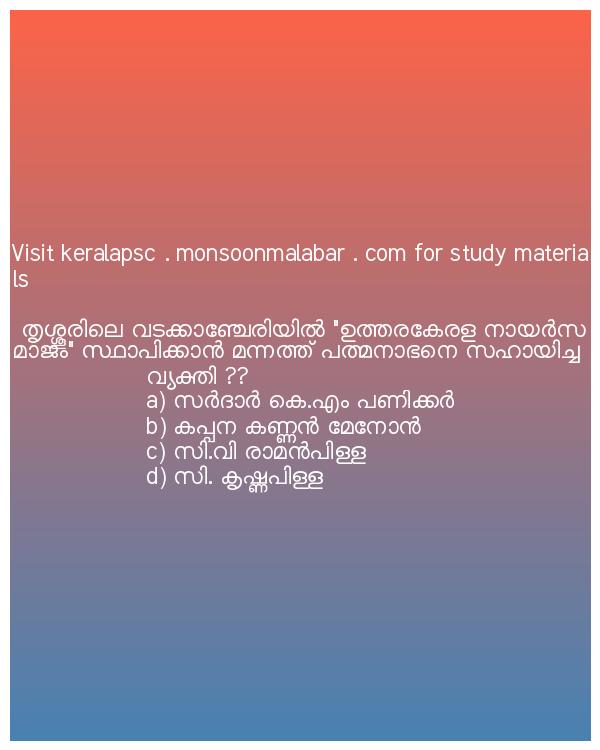 Visit keralapsc . monsoonmalabar . com for study materia
ls
തൃശ്ശൂരിലെ വടക്കാഞ്ചേരിയിൽ "ഉത്തരകേരള നായർസ
മാജം" സ്ഥാപിക്കാൻ മന്നത്ത് പത്മനാഭനെ സഹായിച്ച
വ്യക്തി ??
a) സർദാർ കെ.എം പണിക്കർ
b) കപ്പന കണ്ണൻ മേനോൻ
c) സി.വി രാമൻപിള്ള
d) സി. കൃഷ്ണപിള്ള